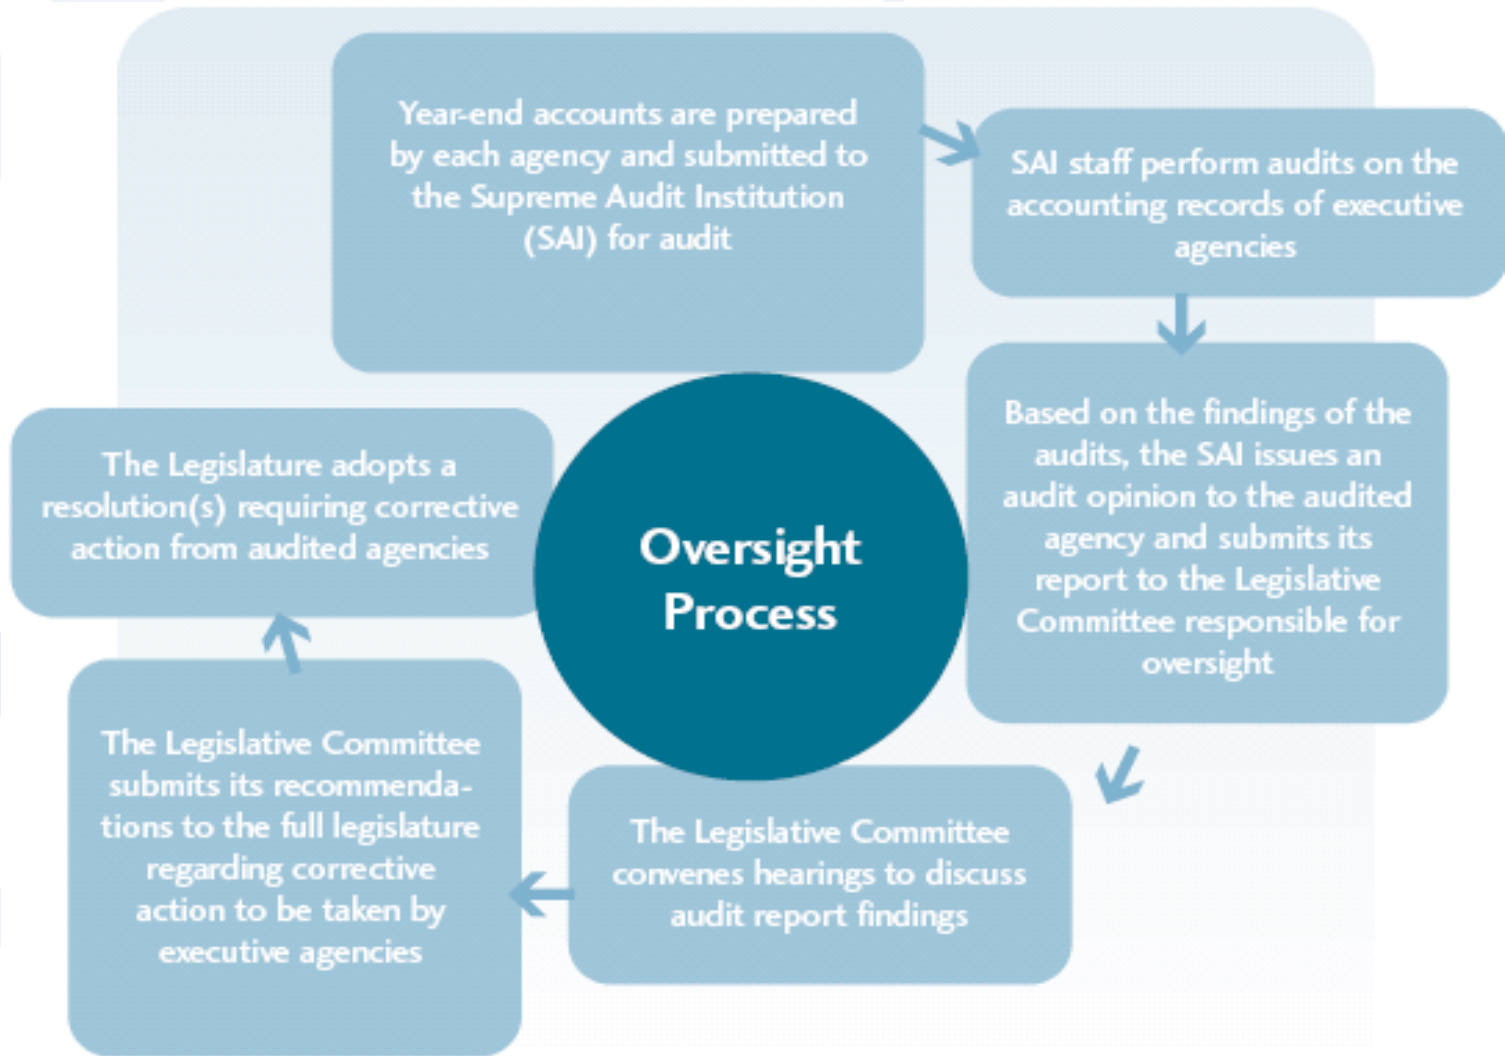 Year-end accounts are prepared
by each agency and submitted to
the Supreme Audit Institution
(SAI) for audit
SAI staff perform audits on the
accounting records of executive
agencies
Based on the findings of the
audits, the SAI issues an
audit opinion to the audited
agency and submits its
report to the Legislative
Committee responsible for
oversight
The Legislative Committee
convenes hearings to discuss
audit report findings
The Legislative Committee
submits its recommenda-
tions to the full legislature
regarding corrective
action to be taken by
executive agencies
The Legislature adopts a
resolution(s) requiring corrective
action from audited agencies
Oversight
Process